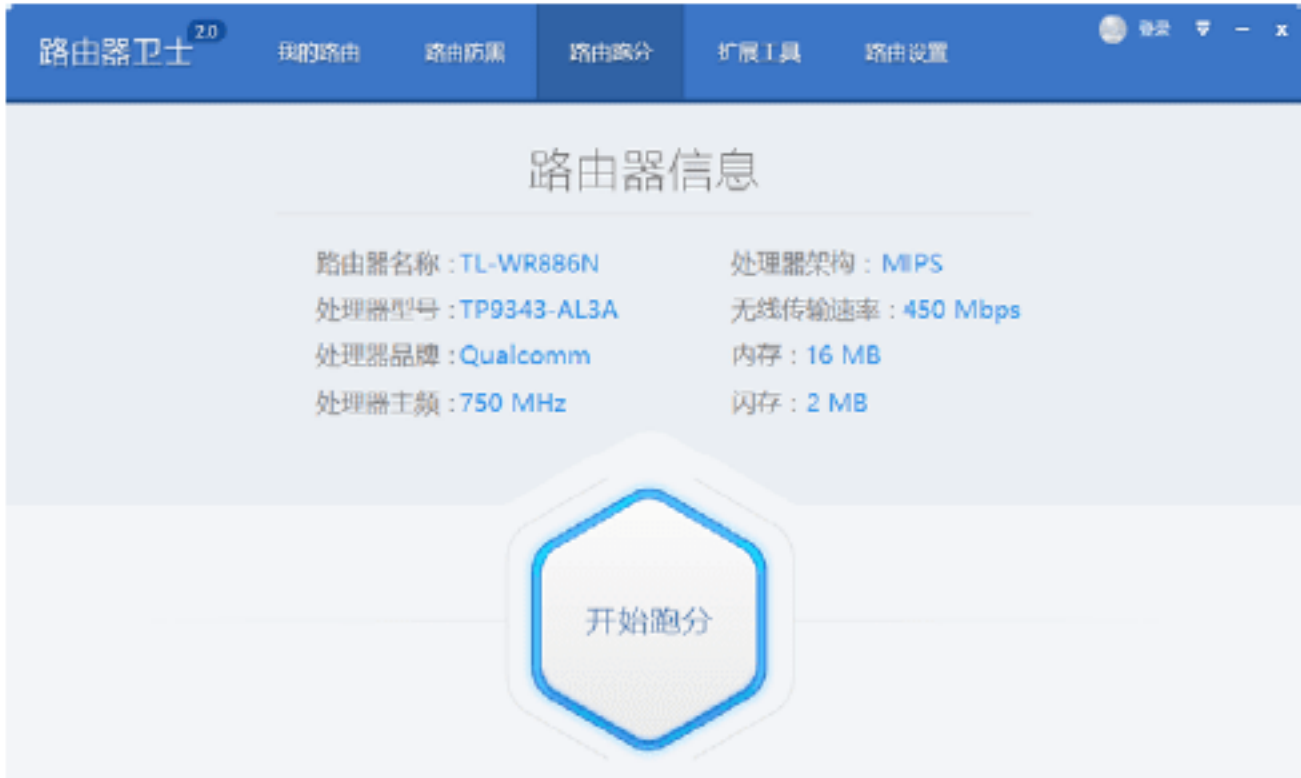 路由器卫士 2.0 我的路由 路由防黑 路由跑分 扩展工具 路由设置 登录
路由器信息
路由器名称：TL-WR886N 处理器架构：MIPS
处理器型号：TP9343-AL3A 无线传输速率：450 Mbps
处理器品牌：Qualcomm 内存：16 MB
处理器主频：750 MHz 闪存：2 MB
开始跑分